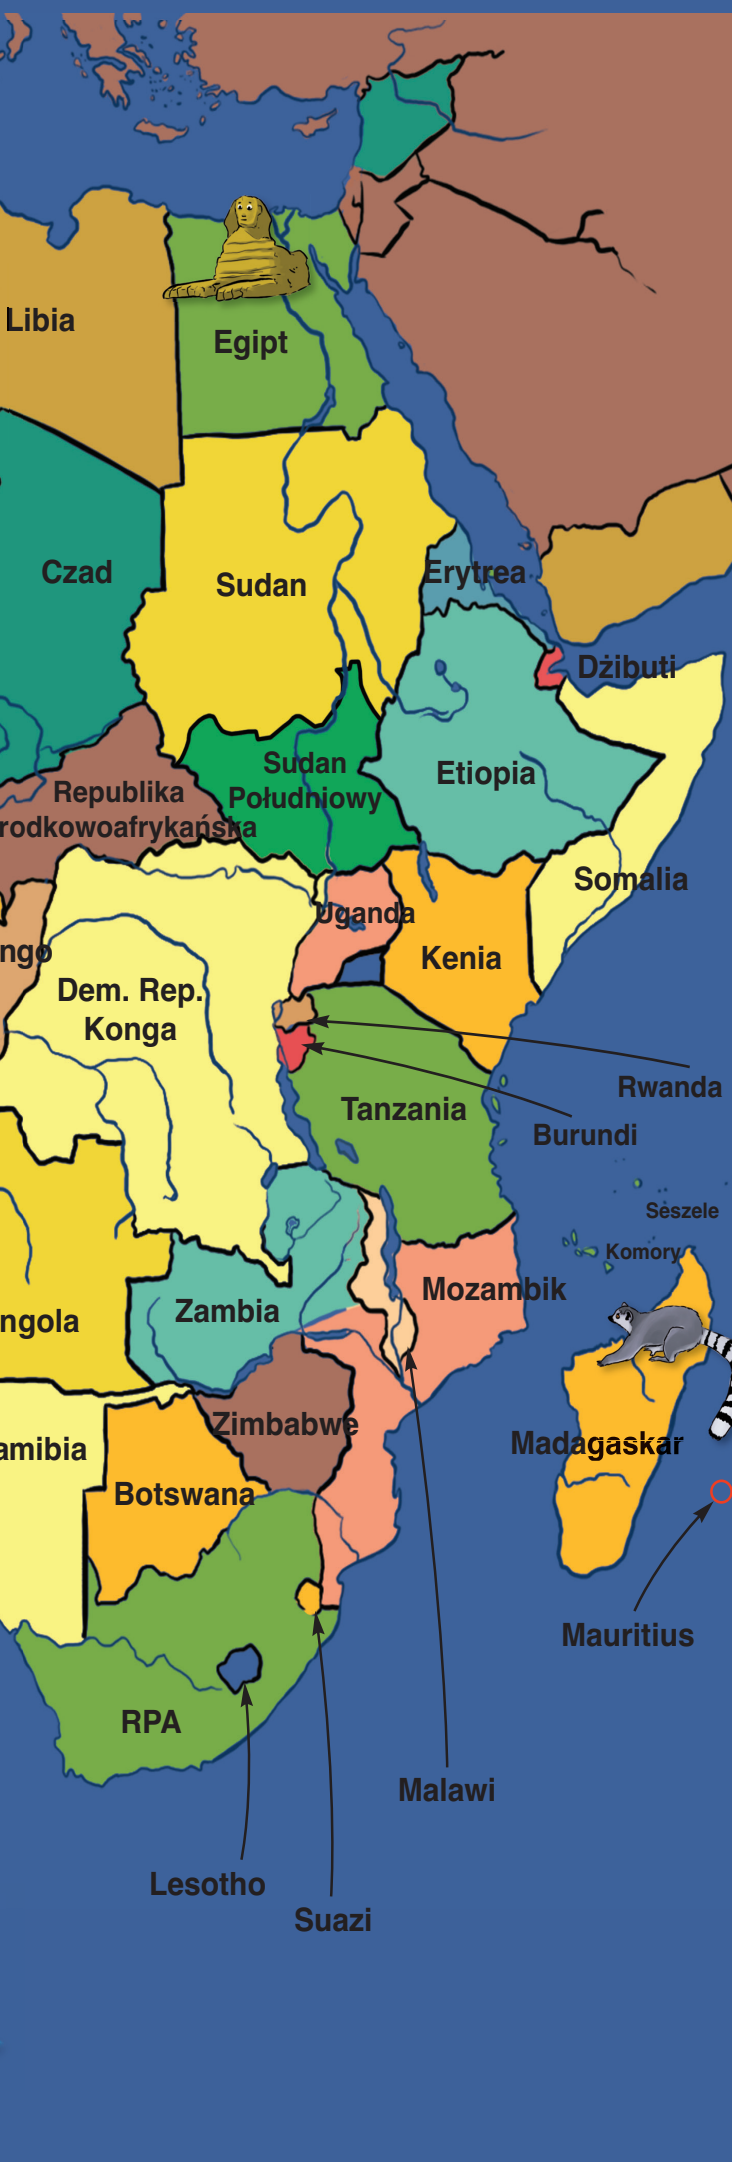 Libia
Egipt
Czad
Sudan
Erytrea
Dżibuti
Sudan
Południowy
Etiopia
Republika
rodkowoafrykańska
Somalia
Uganda
ngo
Kenia
Dem. Rep.
Konga
Rwanda
Tanzania
Burundi
Seszele
Komory
Mozambik
ngola
Zambia
Zimbabwe
Madagaskar
amibia
Botswana
Mauritius
RPA
Malawi
Lesotho
Suazi